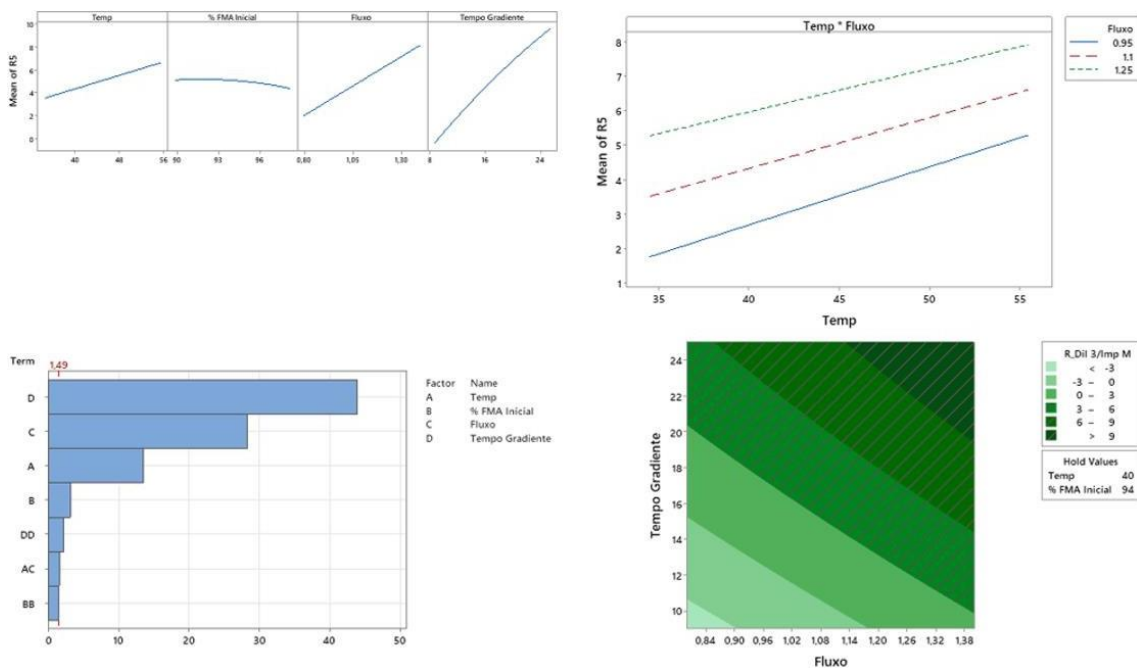 Temp % FMA Inicial Fluxo Tempo Gradiente
Mean of R5
10
8
6
4
2
0
40 48 56 90 93 96 0,80 1,05 1,30 8 16 24
Temp * Fluxo
Mean of R5
8
7
6
5
4
3
2
1
35 40 45 50 55
Temp
Fluxo
0.95
1.1
1.25
Term
1,49
D
C
A
B
DD
AC
BB
0 10 20 30 40 50
Factor Name
A Temp
B % FMA Inicial
C Fluxo
D Tempo Gradiente
Tempo Gradiente
24
22
20
18
16
14
12
10
0,84 0,90 0,96 1,02 1,08 1,14 1,20 1,26 1,32 1,38
Fluxo
R_Dil 3/Imp M
< -3
-3 – 0
0 – 3
3 – 6
6 – 9
> 9
Hold Values
Temp 40
% FMA Inicial 94